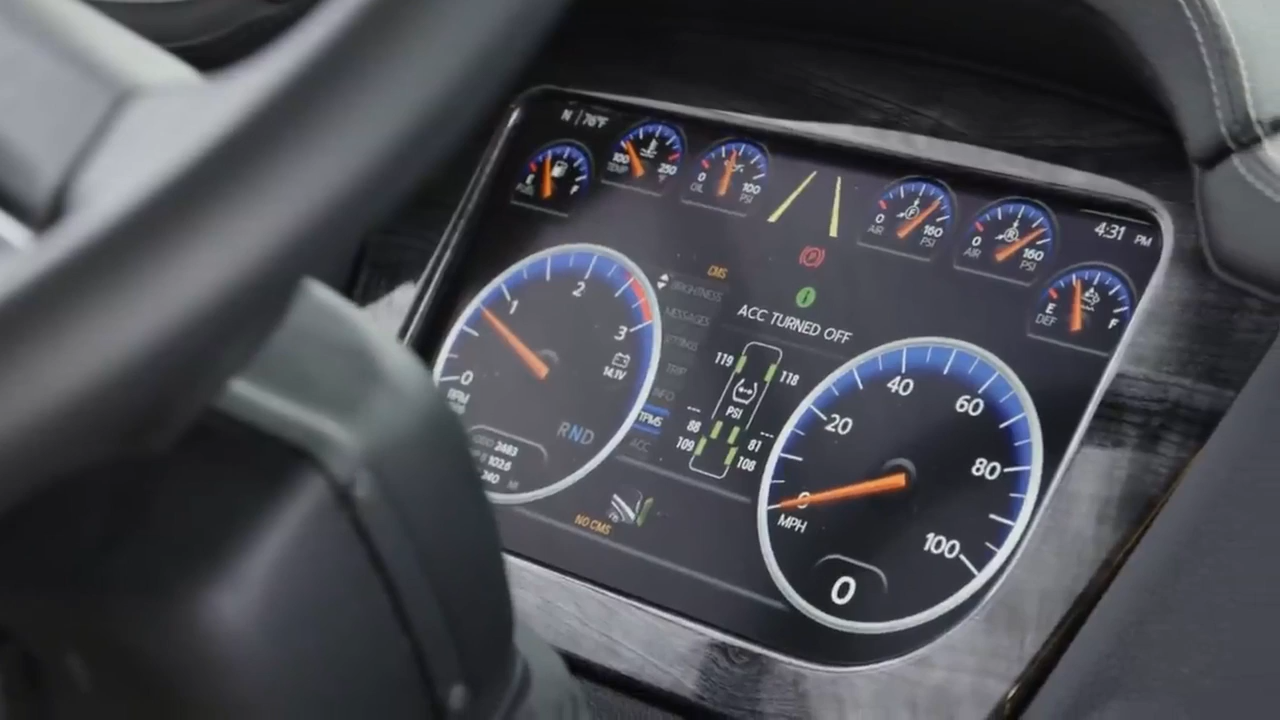 N | 76°F
E F
FUEL
100 250
TEMP °F
0 100
OIL PSI
0 160
AIR PSI
0 160
AIR PSI
4:31 PM
E F
DEF
P
F
R
i
ACC TURNED OFF
CMS
BRIGHTNESS
MESSAGES
SETTINGS
TRIP
INFO
TPMS
ACC
0 1 2 3
RPM
14.1V
RND
2483
102.6
240 MI
119 118
PSI
--- ---
88 81
109 108
NO CMS
0 20 40 60 80 100
MPH
0